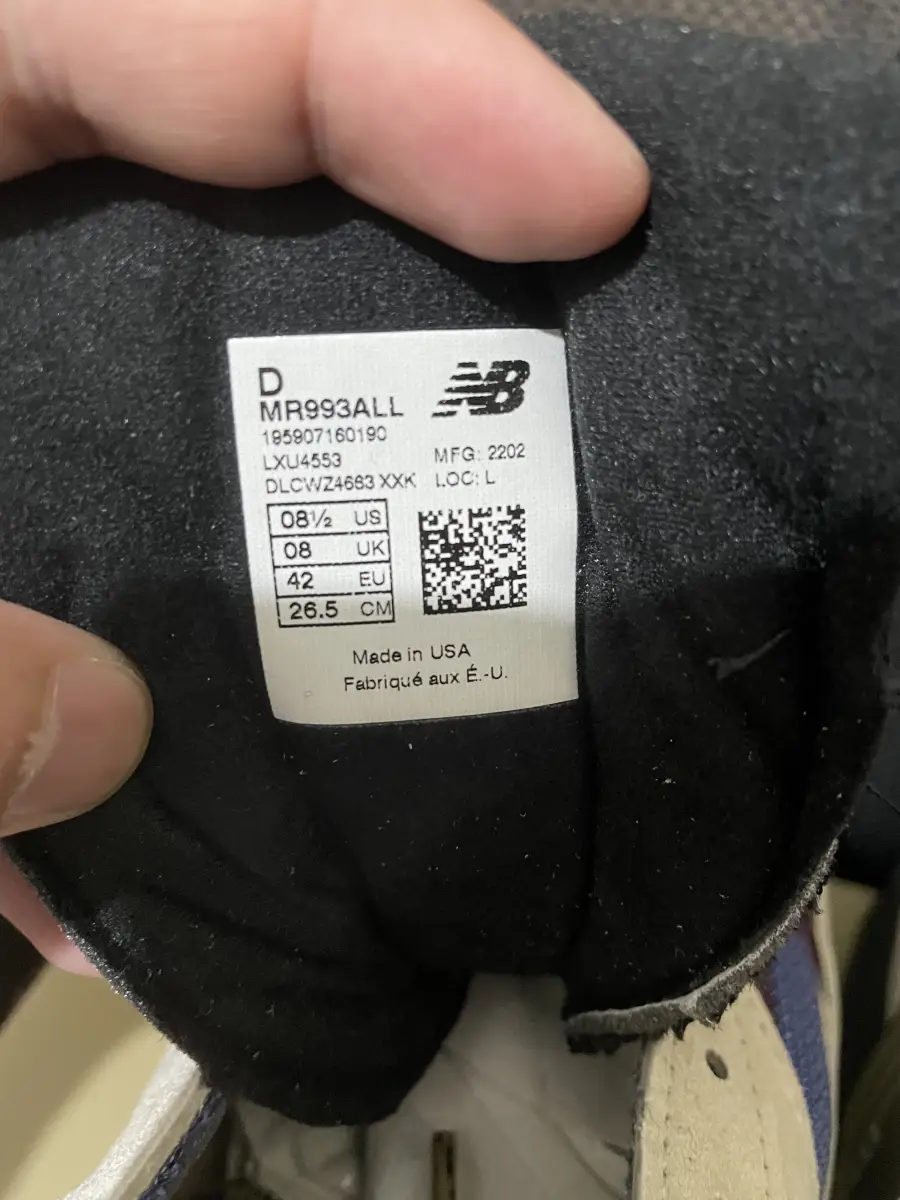 D
NB
MR993ALL
195907160190
LXU4553
MFG: 2202
DLCWZ4663 XXK
LOC: L
08½ US
08 UK
42 EU
26.5 CM
Made in USA
Fabriqué aux É.-U.